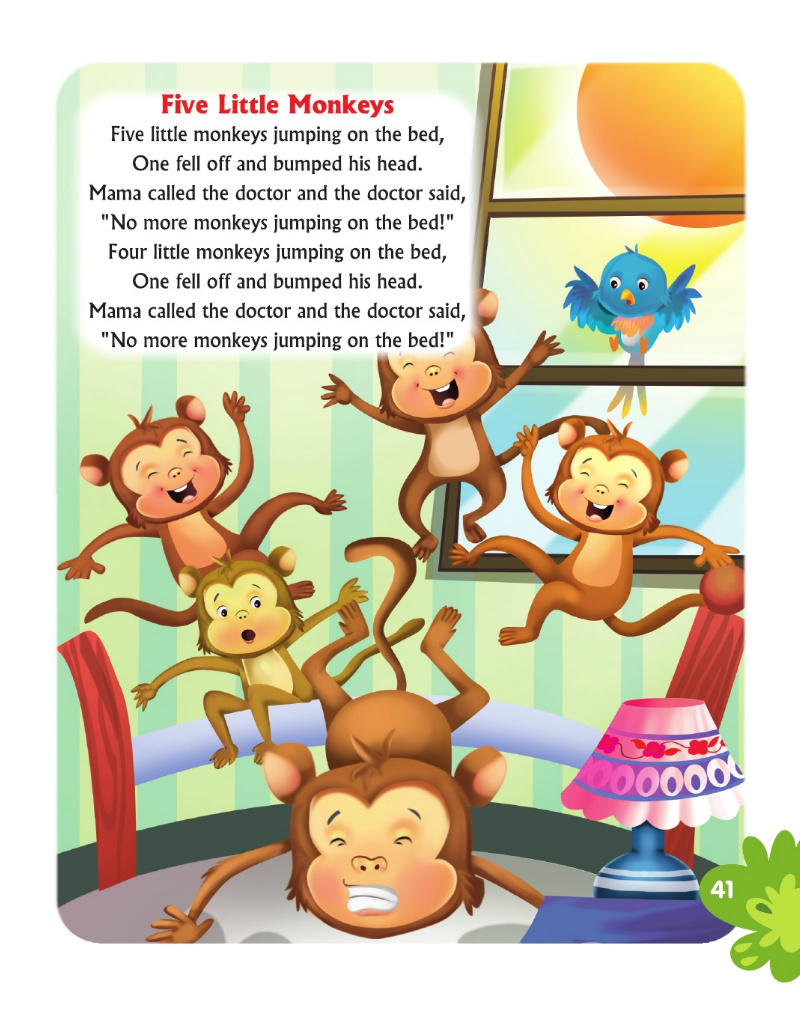 Five Little Monkeys
Five little monkeys jumping on the bed,
One fell off and bumped his head.
Mama called the doctor and the doctor said,
"No more monkeys jumping on the bed!"
Four little monkeys jumping on the bed,
One fell off and bumped his head.
Mama called the doctor and the doctor said,
"No more monkeys jumping on the bed!"
41